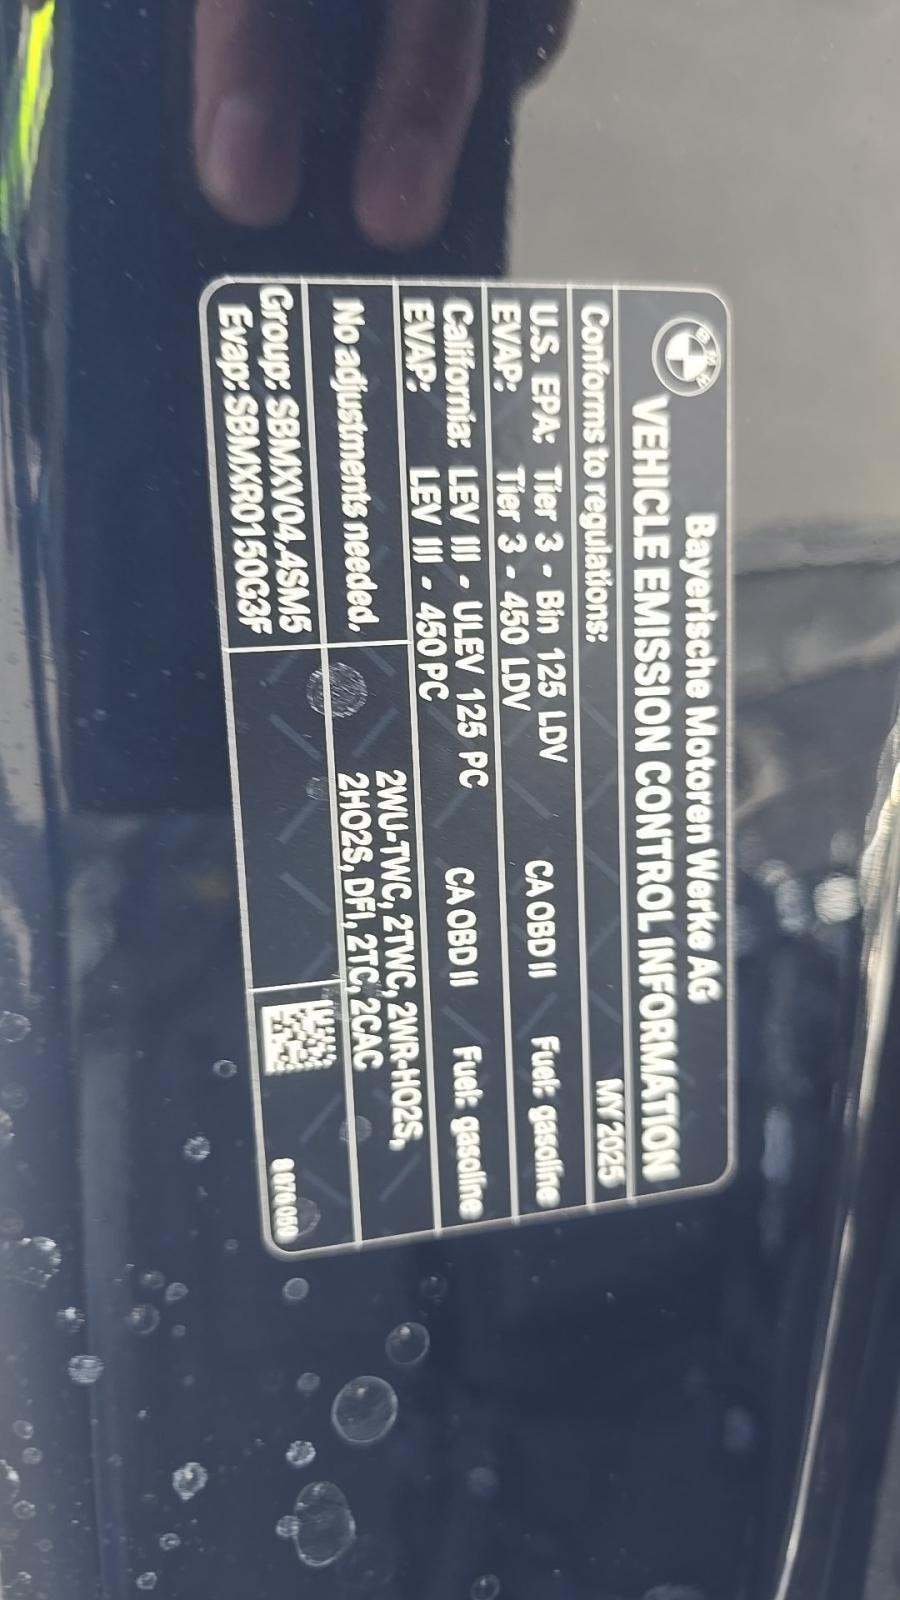 BMW
Bayerische Motoren Werke AG
VEHICLE EMISSION CONTROL INFORMATION
Conforms to regulations: MY 2025
U.S. EPA: Tier 3 - Bin 125 LDV CA OBD II Fuel: gasoline
EVAP: Tier 3 - 450 LDV
California: LEV III - ULEV 125 PC CA OBD II Fuel: gasoline
EVAP: LEV III - 450 PC
No adjustments needed.
2WU-TWC, 2TWC, 2WR-HO2S,
2HO2S, DFI, 2TC, 2CAC
Group: SBMXV04.4SM5
Evap: SBMXR0150G3F